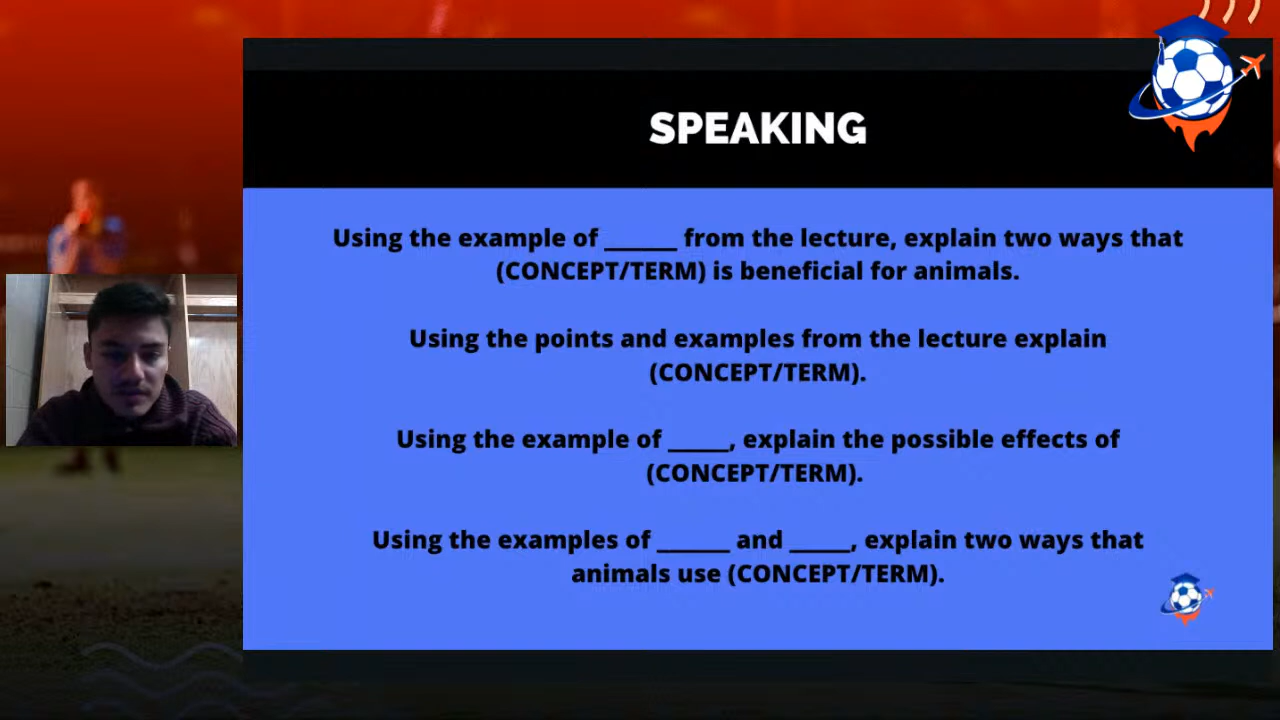 SPEAKING
Using the example of ______ from the lecture, explain two ways that
(CONCEPT/TERM) is beneficial for animals.
Using the points and examples from the lecture explain
(CONCEPT/TERM).
Using the example of _____, explain the possible effects of
(CONCEPT/TERM).
Using the examples of ______ and _____, explain two ways that
animals use (CONCEPT/TERM).